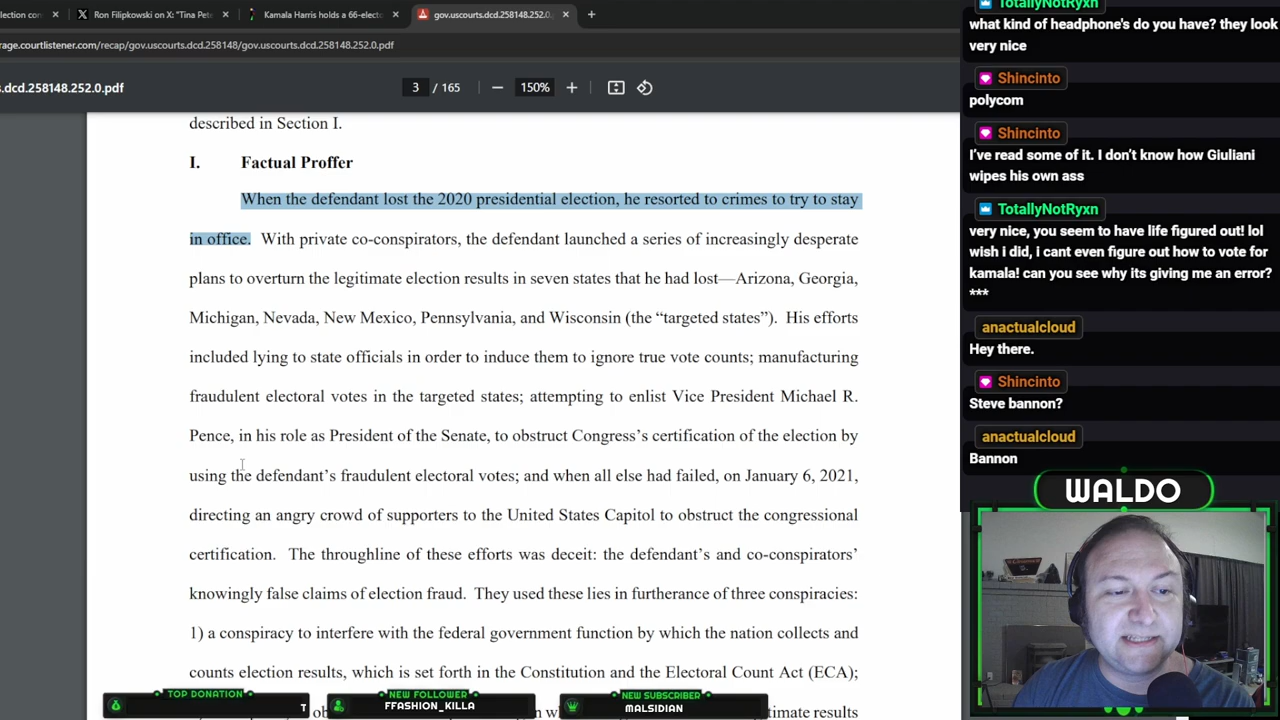 lection con
Ron Filipkowski on X: "Tina Pete
Kamala Harris holds a 66-electo
gov.uscourts.dcd.258148.252.0.p
rage.courtlistener.com/recap/gov.uscourts.dcd.258148/gov.uscourts.dcd.258148.252.0.pdf
.dcd.258148.252.0.pdf
3 / 165
150%
described in Section I.
I. Factual Proffer
When the defendant lost the 2020 presidential election, he resorted to crimes to try to stay
in office. With private co-conspirators, the defendant launched a series of increasingly desperate
plans to overturn the legitimate election results in seven states that he had lost—Arizona, Georgia,
Michigan, Nevada, New Mexico, Pennsylvania, and Wisconsin (the “targeted states”). His efforts
included lying to state officials in order to induce them to ignore true vote counts; manufacturing
fraudulent electoral votes in the targeted states; attempting to enlist Vice President Michael R.
Pence, in his role as President of the Senate, to obstruct Congress’s certification of the election by
using the defendant’s fraudulent electoral votes; and when all else had failed, on January 6, 2021,
directing an angry crowd of supporters to the United States Capitol to obstruct the congressional
certification. The throughline of these efforts was deceit: the defendant’s and co-conspirators’
knowingly false claims of election fraud. They used these lies in furtherance of three conspiracies:
1) a conspiracy to interfere with the federal government function by which the nation collects and
counts election results, which is set forth in the Constitution and the Electoral Count Act (ECA);
TOP DONATION
T
NEW FOLLOWER
FFASHION_KILLA
NEW SUBSCRIBER
MALSIDIAN
TotallyNotRyxn
what kind of headphone's do you have? they look
very nice
Shincinto
polycom
Shincinto
I’ve read some of it. I don’t know how Giuliani
wipes his own ass
TotallyNotRyxn
very nice, you seem to have life figured out! lol
wish i did, i cant even figure out how to vote for
kamala! can you see why its giving me an error?
***
anactualcloud
Hey there.
Shincinto
Steve bannon?
anactualcloud
Bannon
WALDO